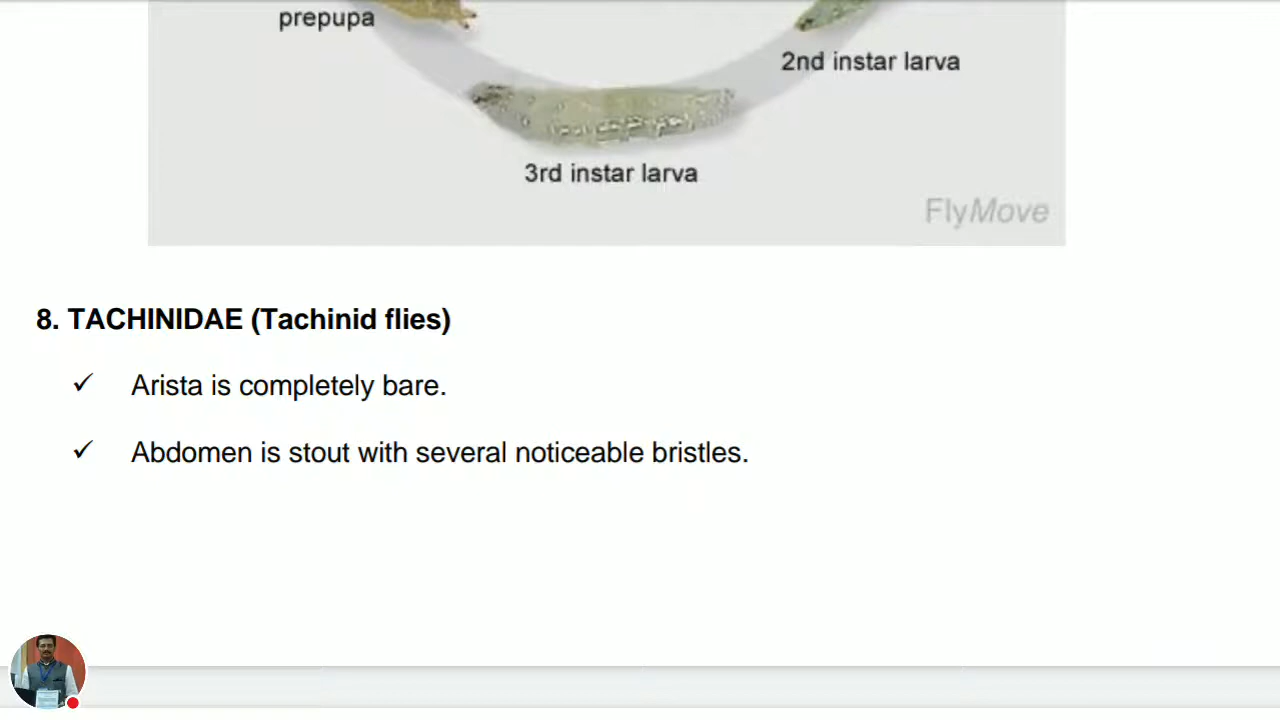 prepupa
2nd instar larva
3rd instar larva
FlyMove
8. TACHINIDAE (Tachinid flies)
✓ Arista is completely bare.
✓ Abdomen is stout with several noticeable bristles.